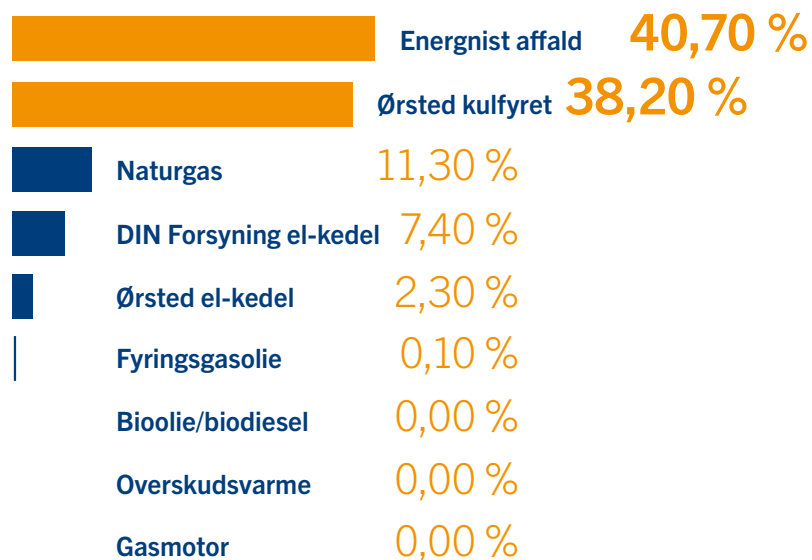 Energnist affald 40,70 %
Ørsted kulfyret 38,20 %
Naturgas 11,30 %
DIN Forsyning el-kedel 7,40 %
Ørsted el-kedel 2,30 %
Fyringsgasolie 0,10 %
Bioolie/biodiesel 0,00 %
Overskudsvarme 0,00 %
Gasmotor 0,00 %